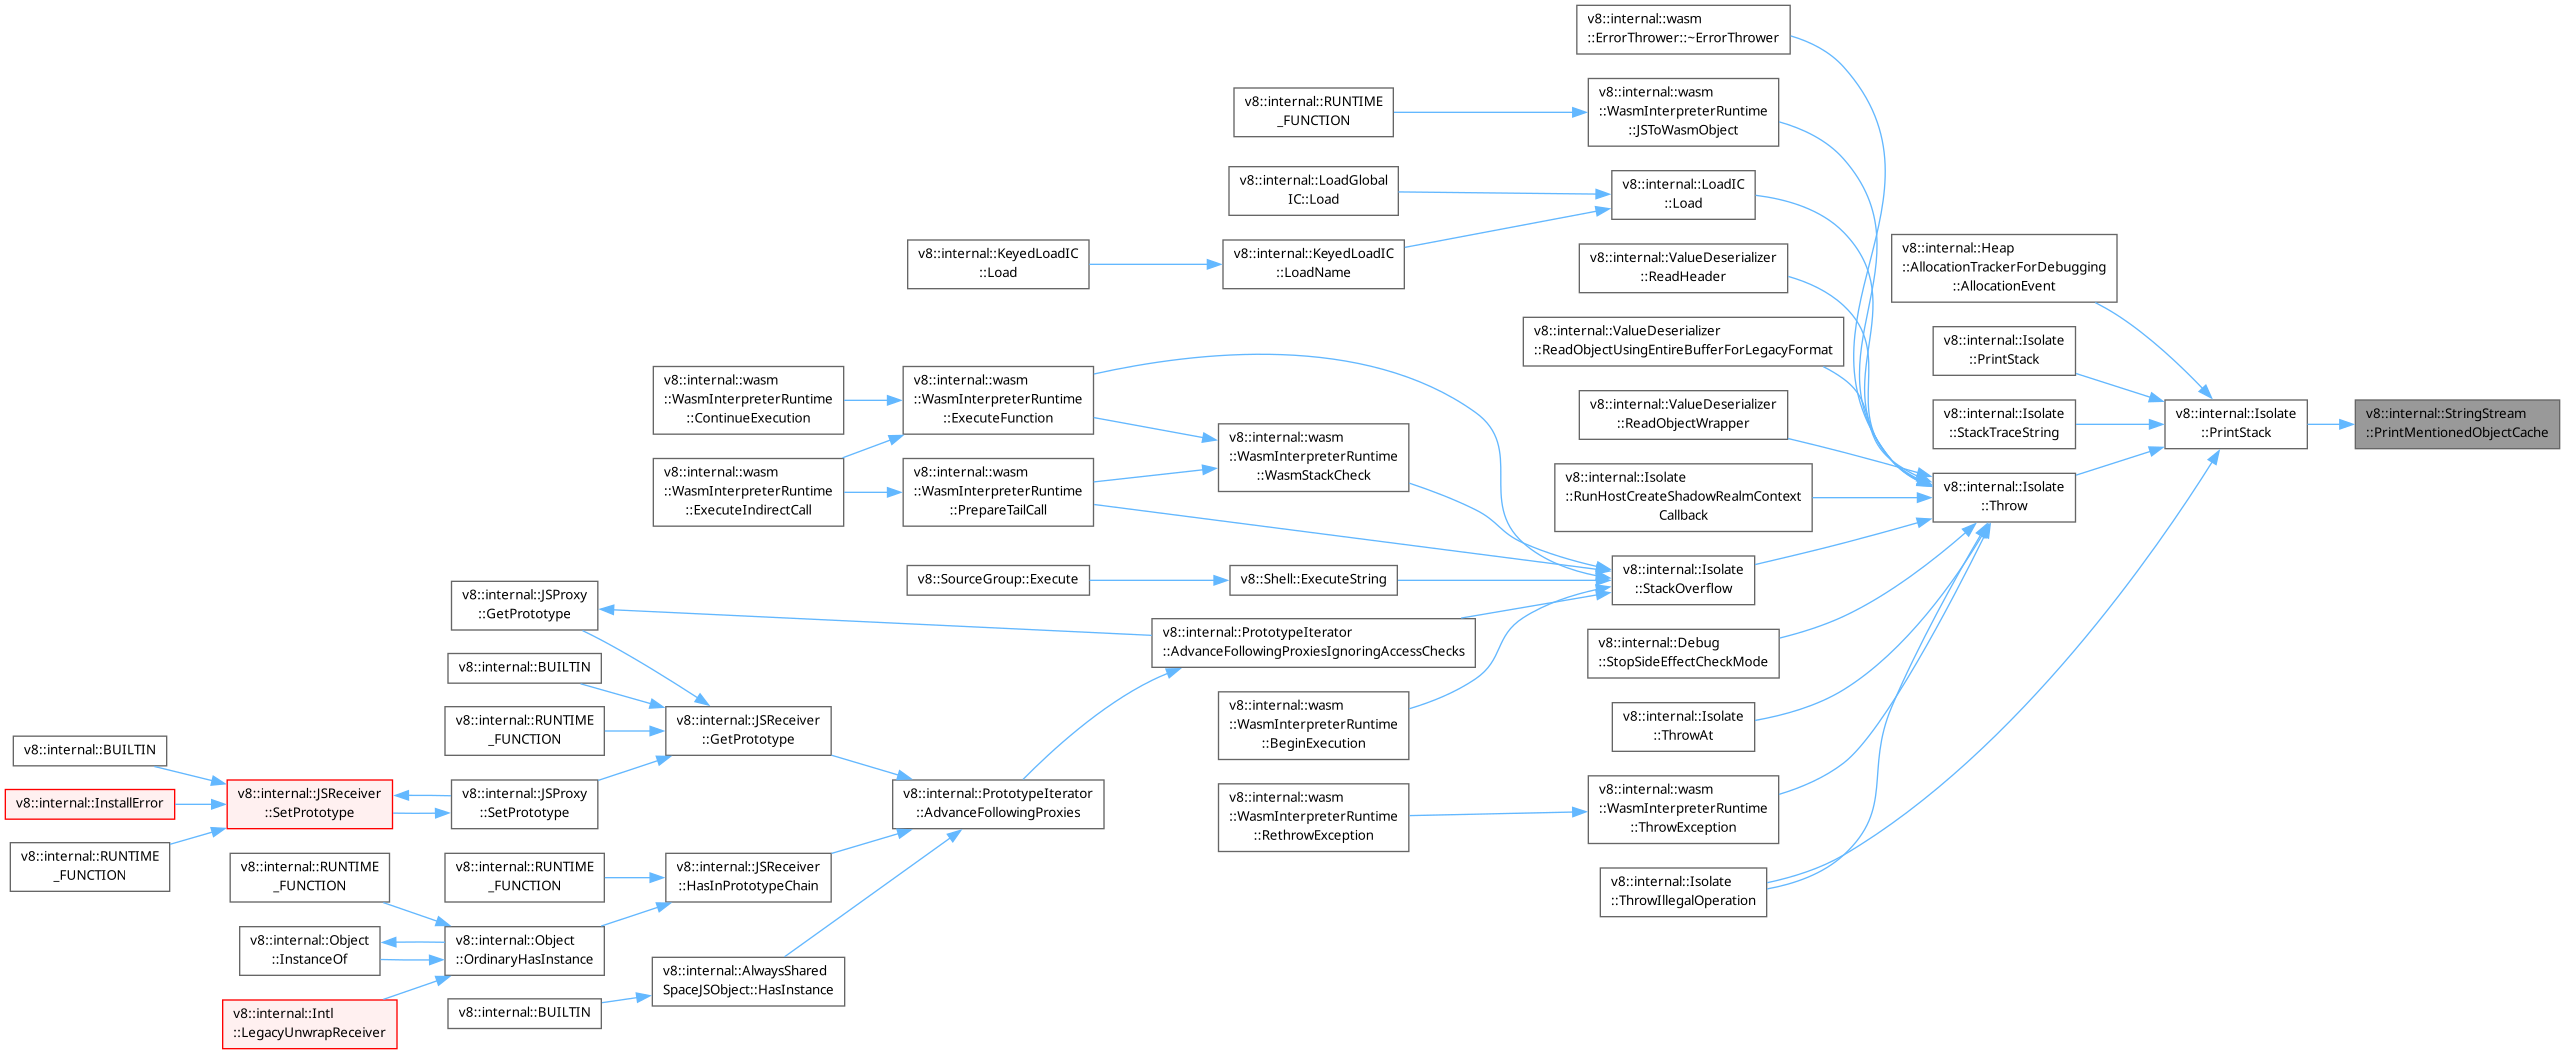 v8::internal::wasm
::ErrorThrower::~ErrorThrower
v8::internal::wasm
::WasmInterpreterRuntime
::JSToWasmObject
v8::internal::RUNTIME
_FUNCTION
v8::internal::LoadGlobal
IC::Load
v8::internal::LoadIC
::Load
v8::internal::KeyedLoadIC
::Load
v8::internal::KeyedLoadIC
::LoadName
v8::internal::ValueDeserializer
::ReadHeader
v8::internal::Heap
::AllocationTrackerForDebugging
::AllocationEvent
v8::internal::ValueDeserializer
::ReadObjectUsingEntireBufferForLegacyFormat
v8::internal::Isolate
::PrintStack
v8::internal::wasm
::WasmInterpreterRuntime
::ContinueExecution
v8::internal::wasm
::WasmInterpreterRuntime
::ExecuteFunction
v8::internal::ValueDeserializer
::ReadObjectWrapper
v8::internal::Isolate
::StackTraceString
v8::internal::Isolate
::PrintStack
v8::internal::StringStream
::PrintMentionedObjectCache
v8::internal::wasm
::WasmInterpreterRuntime
::WasmStackCheck
v8::internal::wasm
::WasmInterpreterRuntime
::ExecuteIndirectCall
v8::internal::wasm
::WasmInterpreterRuntime
::PrepareTailCall
v8::internal::Isolate
::RunHostCreateShadowRealmContext
Callback
v8::internal::Isolate
::Throw
v8::SourceGroup::Execute
v8::Shell::ExecuteString
v8::internal::Isolate
::StackOverflow
v8::internal::JSProxy
::GetPrototype
v8::internal::PrototypeIterator
::AdvanceFollowingProxiesIgnoringAccessChecks
v8::internal::Debug
::StopSideEffectCheckMode
v8::internal::BUILTIN
v8::internal::RUNTIME
_FUNCTION
v8::internal::JSReceiver
::GetPrototype
v8::internal::wasm
::WasmInterpreterRuntime
::BeginExecution
v8::internal::Isolate
::ThrowAt
v8::internal::BUILTIN
v8::internal::InstallError
v8::internal::RUNTIME
_FUNCTION
v8::internal::JSReceiver
::SetPrototype
v8::internal::JSProxy
::SetPrototype
v8::internal::PrototypeIterator
::AdvanceFollowingProxies
v8::internal::wasm
::WasmInterpreterRuntime
::RethrowException
v8::internal::wasm
::WasmInterpreterRuntime
::ThrowException
v8::internal::RUNTIME
_FUNCTION
v8::internal::RUNTIME
_FUNCTION
v8::internal::JSReceiver
::HasInPrototypeChain
v8::internal::Isolate
::ThrowIllegalOperation
v8::internal::Object
::InstanceOf
v8::internal::Object
::OrdinaryHasInstance
v8::internal::AlwaysShared
SpaceJSObject::HasInstance
v8::internal::Intl
::LegacyUnwrapReceiver
v8::internal::BUILTIN